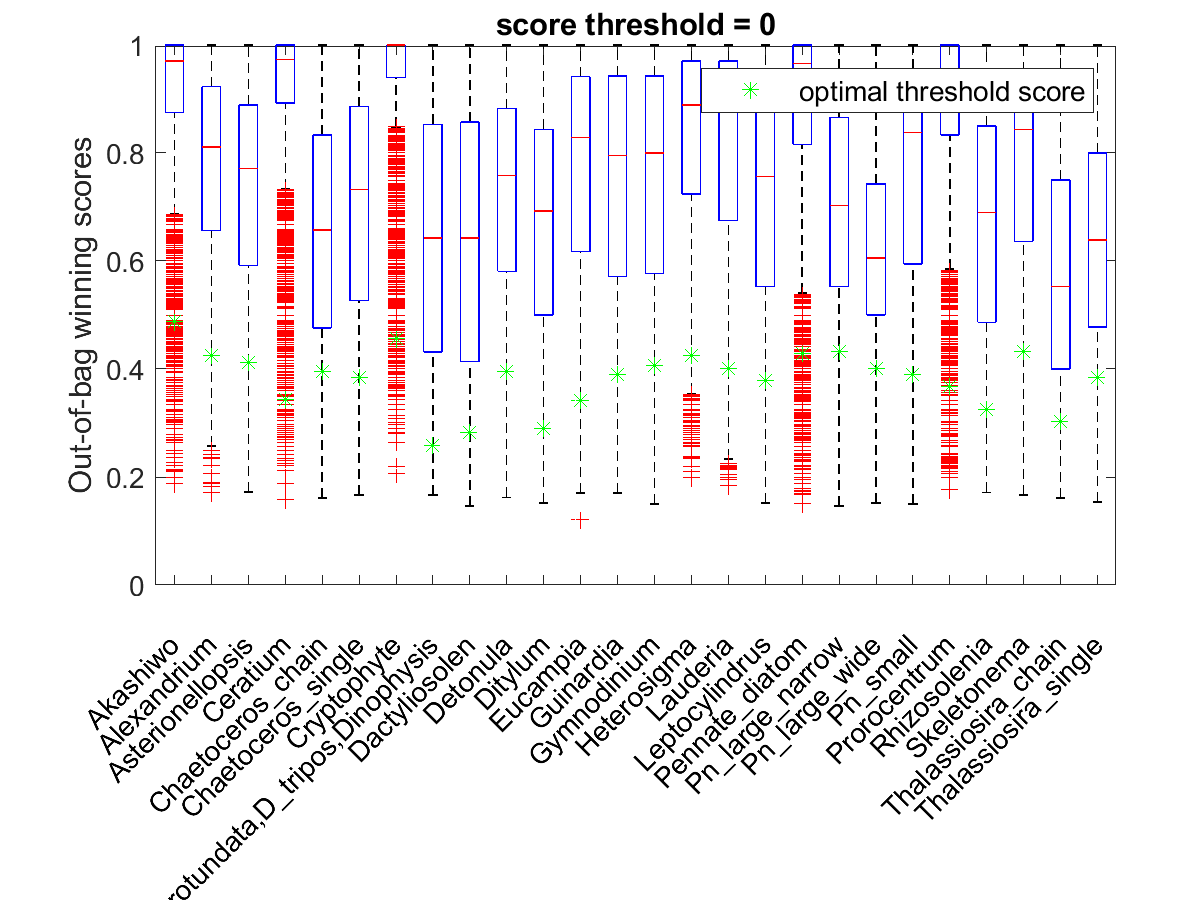 score threshold = 0
optimal threshold score
Out-of-bag winning scores
1
0.8
0.6
0.4
0.2
0
Akashiwo
Alexandrium
Asterionellopsis
Ceratium
Chaetoceros_chain
Chaetoceros_single
Cryptophyte
rotundata,D_tripos,Dinophysis
Dactyliosolen
Detonula
Ditylum
Eucampia
Guinardia
Gymnodinium
Heterosigma
Lauderia
Leptocylindrus
Pennate_diatom
Pn_large_narrow
Pn_large_wide
Pn_small
Prorocentrum
Rhizosolenia
Skeletonema
Thalassiosira_chain
Thalassiosira_single